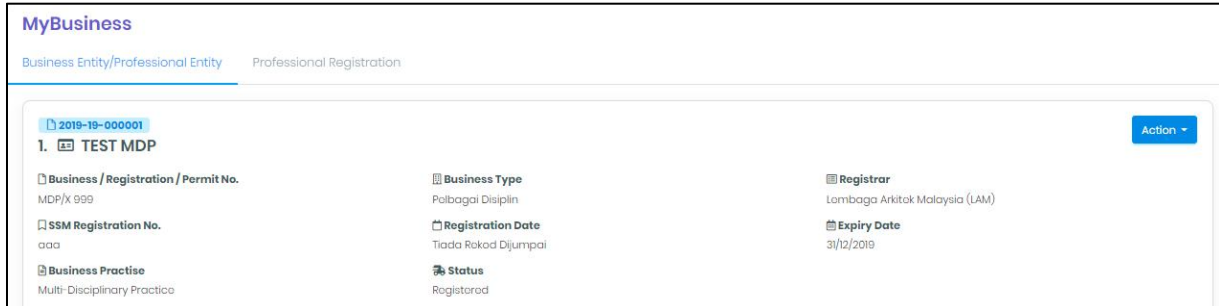 MyBusiness
Business Entity/Professional Entity Professional Registration
2019-19-000001
Action
1. TEST MDP
Business / Registration / Permit No. Business Type Registrar
MDP/X 999 Pelbagai Disiplin Lembaga Arkitek Malaysia (LAM)
SSM Registration No. Registration Date Expiry Date
aaa Tiada Rekod Dijumpai 31/12/2019
Business Practise Status
Multi-Disciplinary Practice Registered